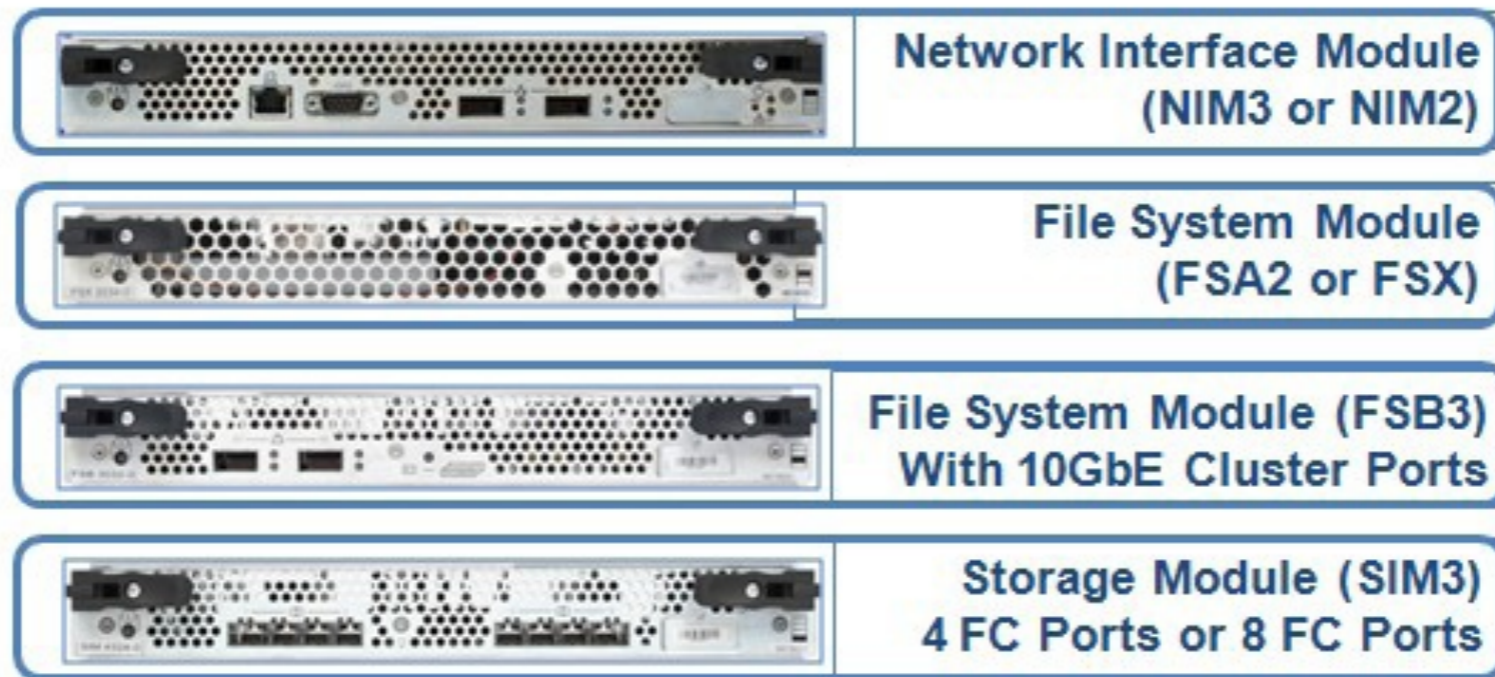 Network Interface Module
(NIM3 or NIM2)
File System Module
(FSA2 or FSX)
File System Module (FSB3)
With 10GbE Cluster Ports
Storage Module (SIM3)
4 FC Ports or 8 FC Ports